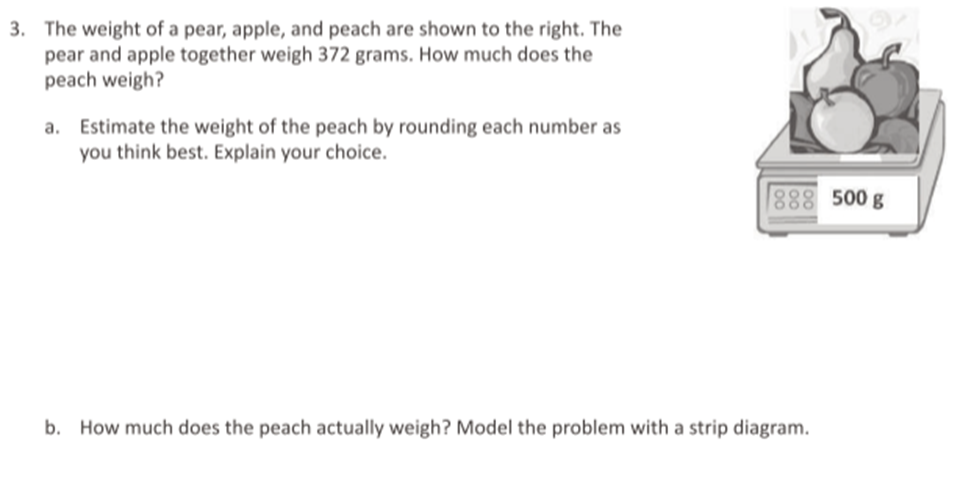 3. The weight of a pear, apple, and peach are shown to the right. The
pear and apple together weigh 372 grams. How much does the
peach weigh?
a. Estimate the weight of the peach by rounding each number as
you think best. Explain your choice.
500 g
b. How much does the peach actually weigh? Model the problem with a strip diagram.